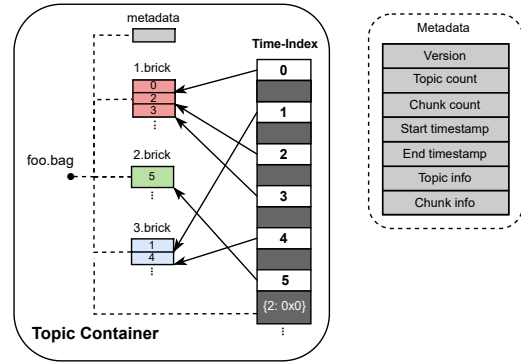 metadata
Time-Index
1.brick
0
2
3
⋮
foo.bag
2.brick
5
⋮
3.brick
1
4
⋮
0
1
2
3
4
5
{2: 0x0}
⋮
Topic Container
Metadata
Version
Topic count
Chunk count
Start timestamp
End timestamp
Topic info
Chunk info